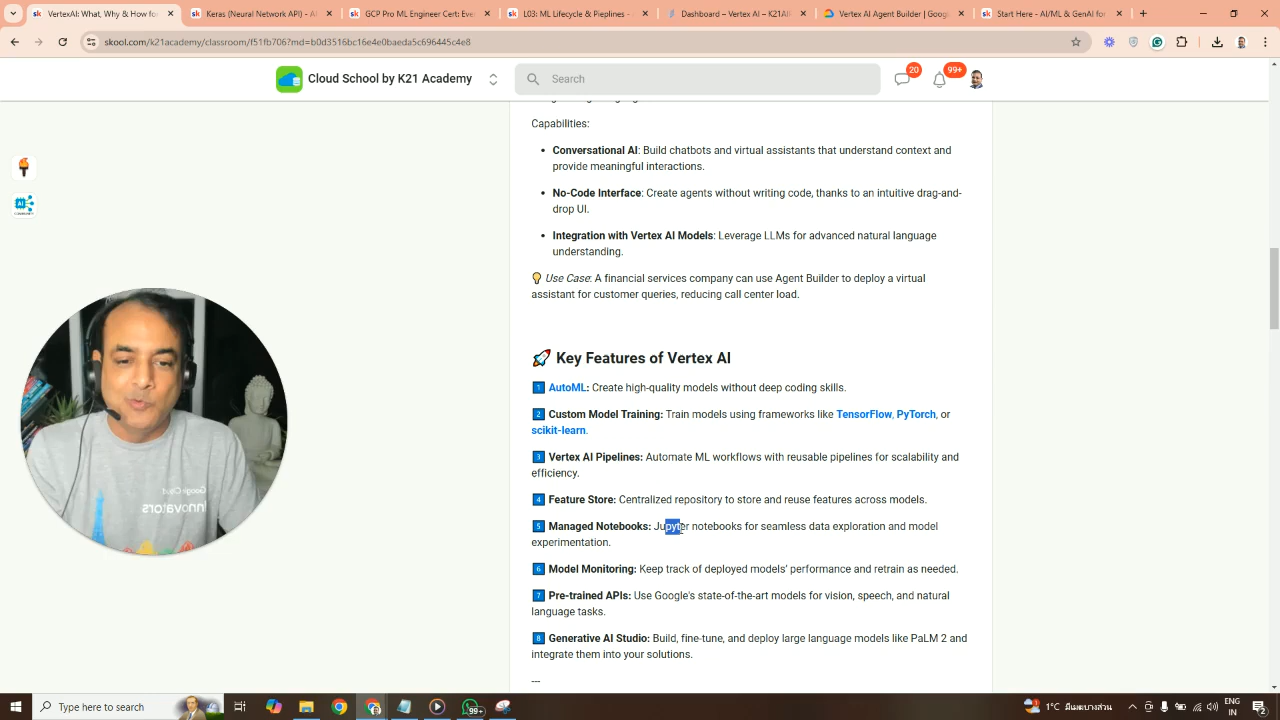 VertexAI: What, Why & How fo
Keras (Neural Network) API) - A
GCP Pro ML Engineer Cert Eve
L03: ML Lifecycle & Pieplines -
Dashboard – Vertex AI – K21AI
Vertex AI Agent Builder | Goog
Start Here - AI/ML & GenAI for
skool.com/k21academy/classroom/f51fb706?md=b0d3516bc16e4e0baeda5c696445c4e8
Cloud School by K21 Academy
Search
20
99+
Capabilities:
• Conversational AI: Build chatbots and virtual assistants that understand context and
provide meaningful interactions.
• No-Code Interface: Create agents without writing code, thanks to an intuitive drag-and-
drop UI.
• Integration with Vertex AI Models: Leverage LLMs for advanced natural language
understanding.
💡 Use Case: A financial services company can use Agent Builder to deploy a virtual
assistant for customer queries, reducing call center load.
🚀 Key Features of Vertex AI
1 AutoML: Create high-quality models without deep coding skills.
2 Custom Model Training: Train models using frameworks like TensorFlow, PyTorch, or
scikit-learn.
3 Vertex AI Pipelines: Automate ML workflows with reusable pipelines for scalability and
efficiency.
4 Feature Store: Centralized repository to store and reuse features across models.
5 Managed Notebooks: Jupyter notebooks for seamless data exploration and model
experimentation.
6 Model Monitoring: Keep track of deployed models' performance and retrain as needed.
7 Pre-trained APIs: Use Google's state-of-the-art models for vision, speech, and natural
language tasks.
8 Generative AI Studio: Build, fine-tune, and deploy large language models like PaLM 2 and
integrate them into your solutions.
---
Google Cloud
Innovators
Type here to search
99+
1°C
ENG
IN
2